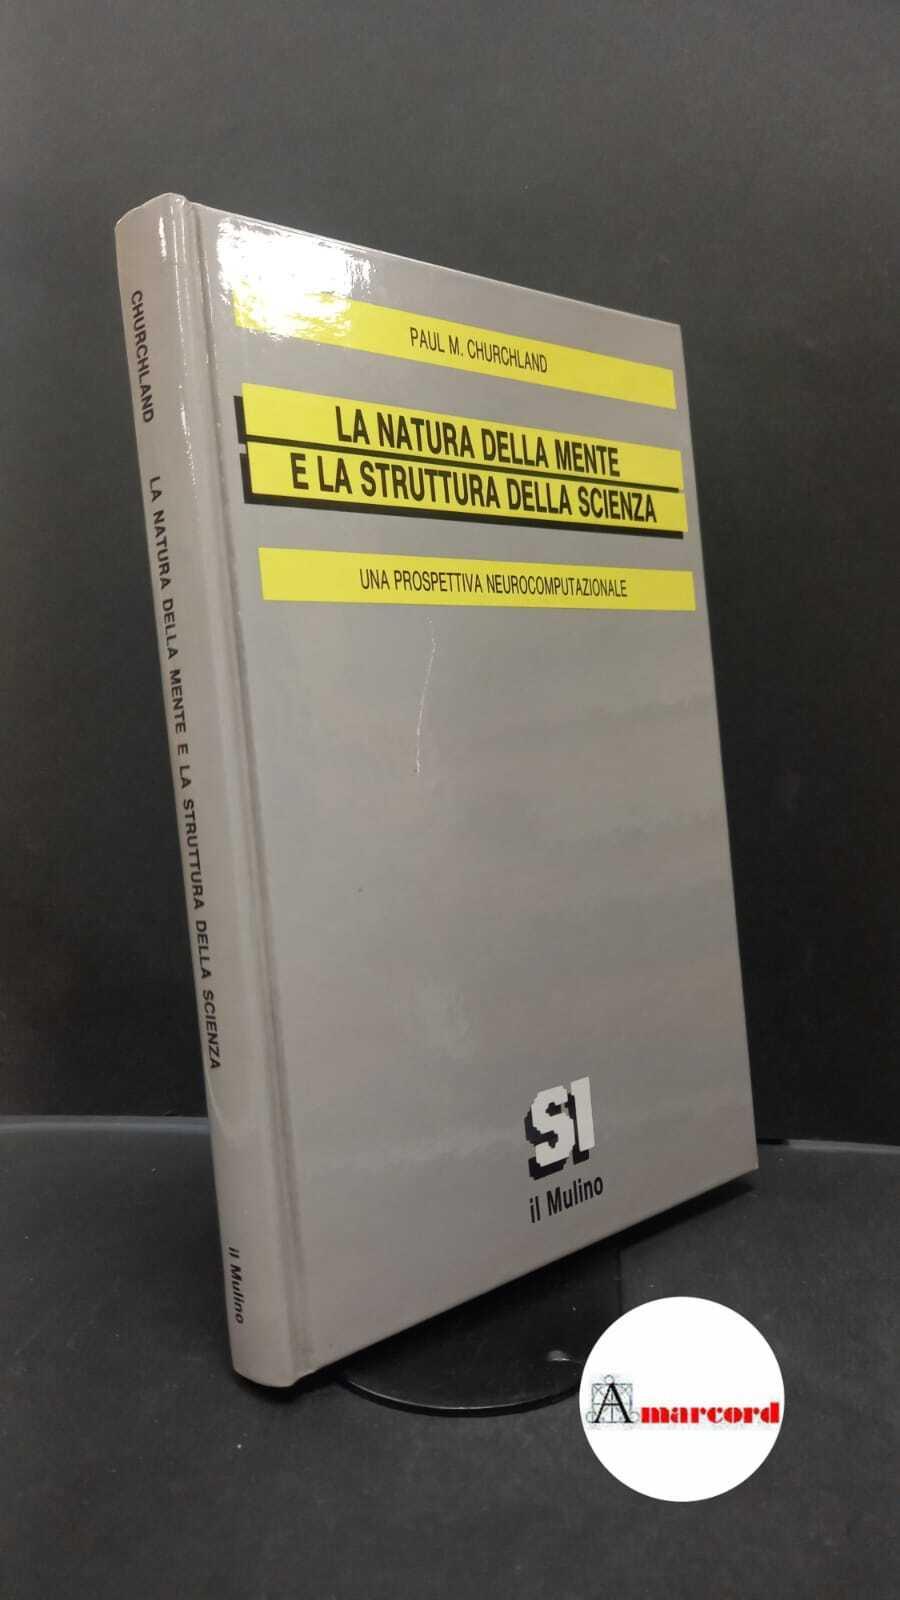 PAUL M. CHURCHLAND
LA NATURA DELLA MENTE
E LA STRUTTURA DELLA SCIENZA
UNA PROSPETTIVA NEUROCOMPUTAZIONALE
SI
il Mulino
CHURCHLAND LA NATURA DELLA MENTE E LA STRUTTURA DELLA SCIENZA il Mulino
Amarcord